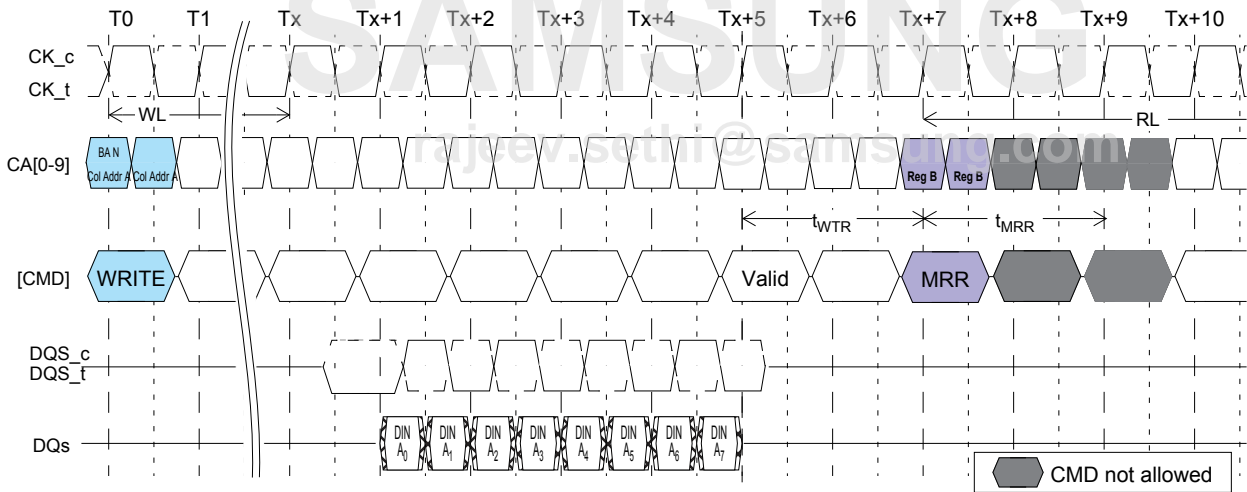 SAMSUNG
rajeev.sethi@samsung.com
T0 T1 Tx Tx+1 Tx+2 Tx+3 Tx+4 Tx+5 Tx+6 Tx+7 Tx+8 Tx+9 Tx+10
CK_c
CK_t
WL RL
CA[0-9]
BA N
Col Addr A Col Addr A Reg B Reg B
tWTR tMRR
[CMD] WRITE Valid MRR
DQS_c
DQS_t
DQs
DIN A0 DIN A1 DIN A2 DIN A3 DIN A4 DIN A5 DIN A6 DIN A7
CMD not allowed